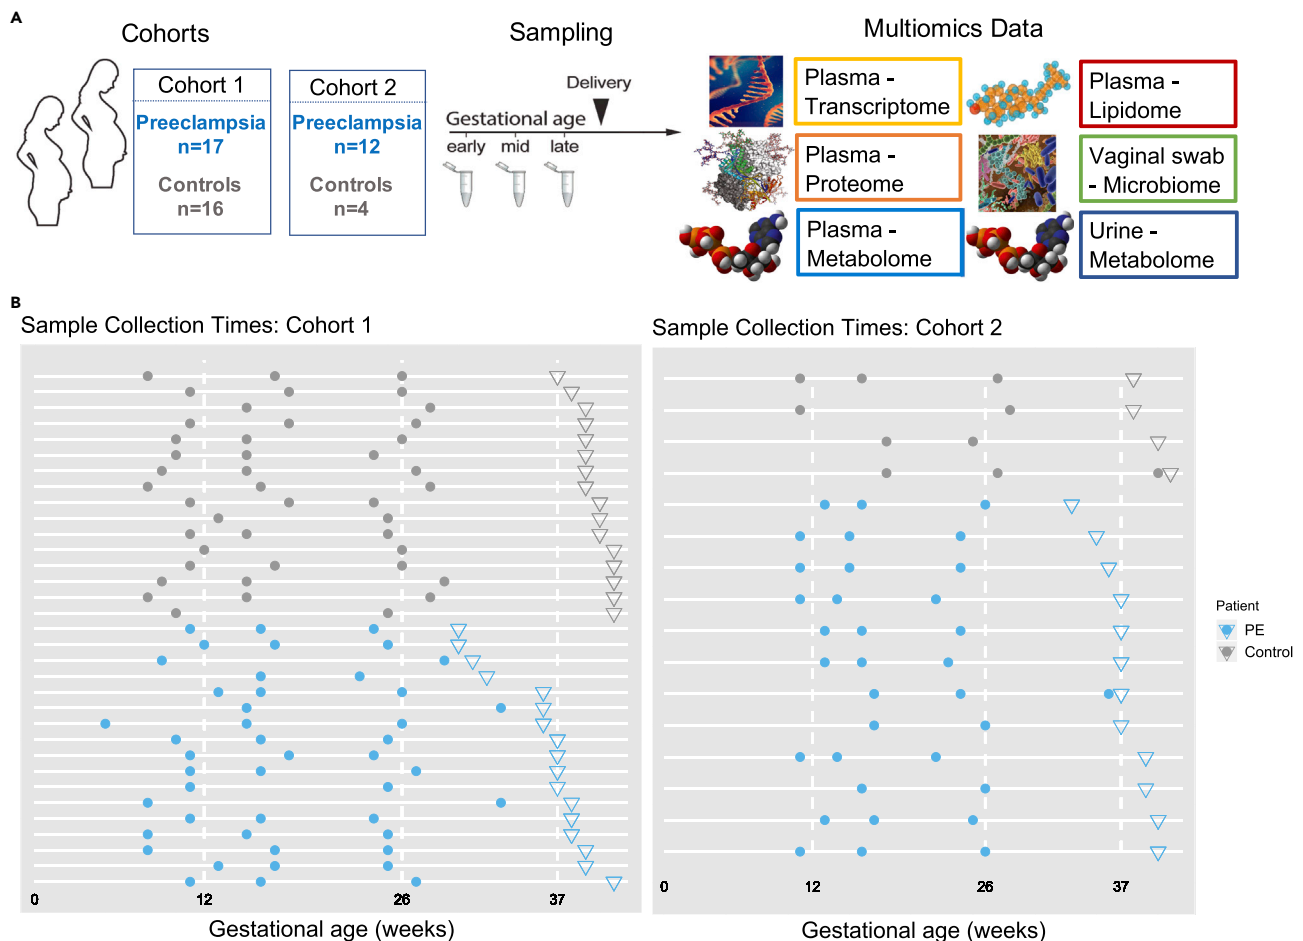 A
Cohorts
Cohort 1
Preeclampsia
n=17
Controls
n=16
Cohort 2
Preeclampsia
n=12
Controls
n=4
Sampling
Delivery
Gestational age
early mid late
Multiomics Data
Plasma -
Transcriptome
Plasma -
Lipidome
Plasma -
Proteome
Vaginal swab
- Microbiome
Plasma -
Metabolome
Urine -
Metabolome
B
Sample Collection Times: Cohort 1
0 12 26 37
Gestational age (weeks)
Sample Collection Times: Cohort 2
0 12 26 37
Gestational age (weeks)
Patient
PE
Control